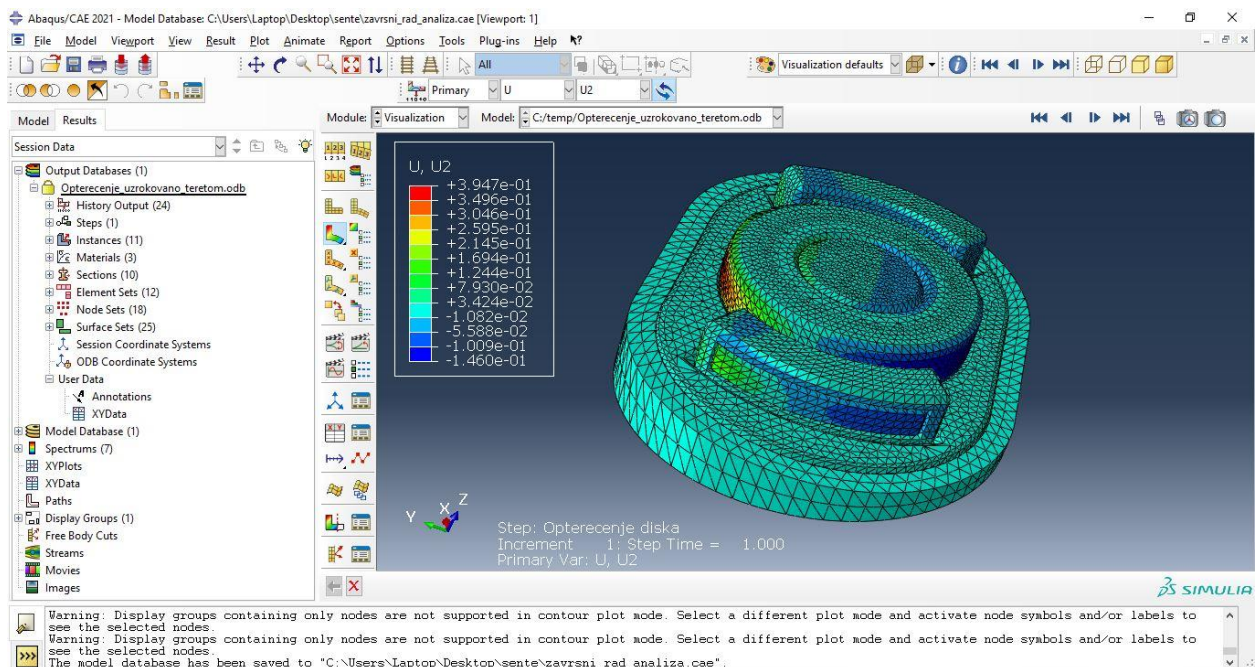 Abaqus/CAE 2021 - Model Database: C:\Users\Laptop\Desktop\sente\zavrsni_rad_analiza.cae [Viewport: 1]
File Model Viewport View Result Plot Animate Report Options Tools Plug-ins Help
All
Visualization defaults
Primary U U2
Model Results
Module: Visualization Model: C:/temp/Opterecenje_uzrokovano_teretom.odb
Session Data
Output Databases (1)
Opterecenje_uzrokovano_teretom.odb
History Output (24)
Steps (1)
Instances (11)
Materials (3)
Sections (10)
Element Sets (12)
Node Sets (18)
Surface Sets (25)
Session Coordinate Systems
ODB Coordinate Systems
User Data
Annotations
XYData
Model Database (1)
Spectrums (7)
XYPlots
XYData
Paths
Display Groups (1)
Free Body Cuts
Streams
Movies
Images
U, U2
+3.947e-01
+3.496e-01
+3.046e-01
+2.595e-01
+2.145e-01
+1.694e-01
+1.244e-01
+7.930e-02
+3.424e-02
-1.082e-02
-5.588e-02
-1.009e-01
-1.460e-01
Y X Z
Step: Opterecenje diska
Increment 1: Step Time = 1.000
Primary Var: U, U2
SIMULIA
Warning: Display groups containing only nodes are not supported in contour plot mode. Select a different plot mode and activate node symbols and/or labels to
see the selected nodes.
Warning: Display groups containing only nodes are not supported in contour plot mode. Select a different plot mode and activate node symbols and/or labels to
see the selected nodes.
The model database has been saved to "C:\Users\Laptop\Desktop\sente\zavrsni_rad_analiza.cae".